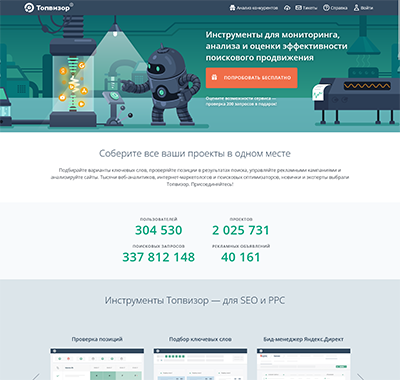 Топвизор
Анализ конкурентов
Тикеты
Справка
Войти
Инструменты для мониторинга,
анализа и оценки эффективности
поискового продвижения
ПОПРОБОВАТЬ БЕСПЛАТНО
Оцените возможности сервиса —
проверка 200 запросов в подарок!
Соберите все ваши проекты в одном месте
Подбирайте варианты ключевых слов, проверяйте позиции в результатах поиска, управляйте рекламными кампаниями и
анализируйте сайты. Тысячи веб-аналитиков, интернет-маркетологов и поисковых оптимизаторов, новички и эксперты выбрали
Топвизор. Присоединяйтесь!
ПОЛЬЗОВАТЕЛЕЙ
ПРОЕКТОВ
304 530
2 025 731
ПОИСКОВЫХ ЗАПРОСОВ
РЕКЛАМНЫХ ОБЪЯВЛЕНИЙ
337 812 148
40 161
Инструменты Топвизор — для SEO и PPC
Проверка позиций
Подбор ключевых слов
Бид-менеджер Яндекс.Директ